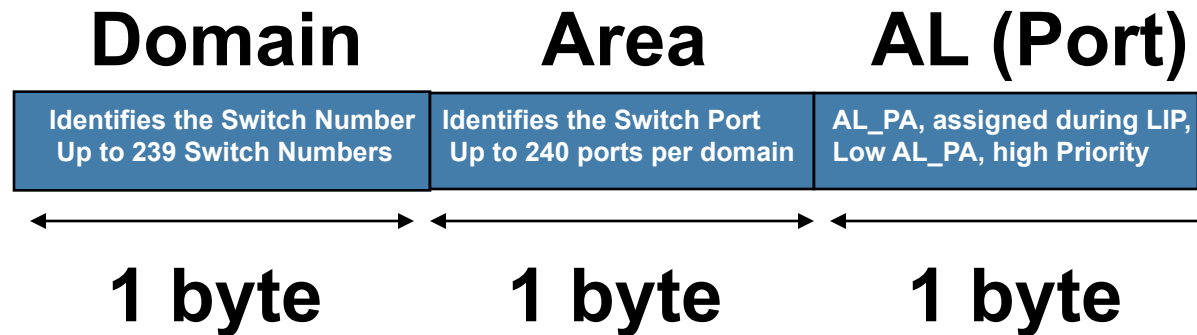 Domain Area AL (Port)
Identifies the Switch Number
Up to 239 Switch Numbers
Identifies the Switch Port
Up to 240 ports per domain
AL_PA, assigned during LIP,
Low AL_PA, high Priority
1 byte 1 byte 1 byte